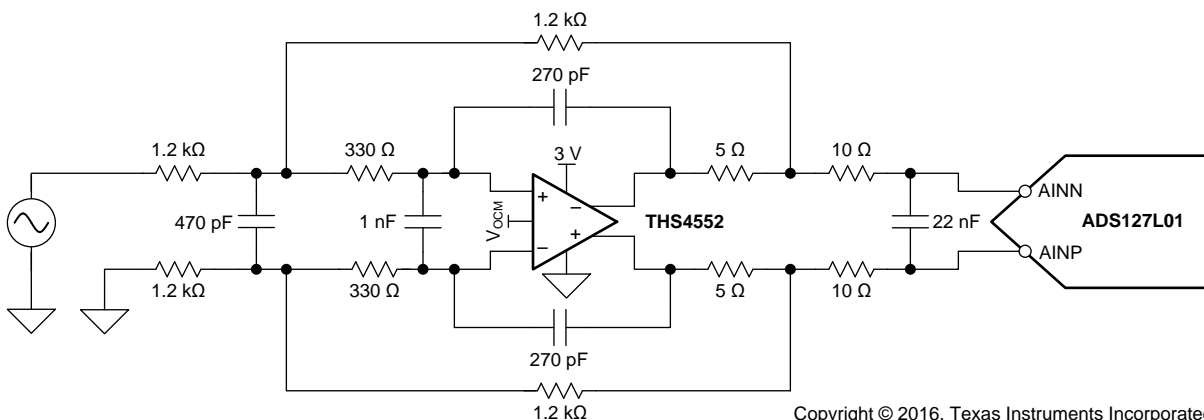 1.2 kΩ
270 pF
1.2 kΩ
330 Ω
5 Ω
10 Ω
3 V
AINN
470 pF
1 nF
VOCM
+
−
−
+
THS4552
22 nF
ADS127L01
AINP
1.2 kΩ
330 Ω
5 Ω
10 Ω
270 pF
1.2 kΩ
Copyright © 2016, Texas Instruments Incorporate